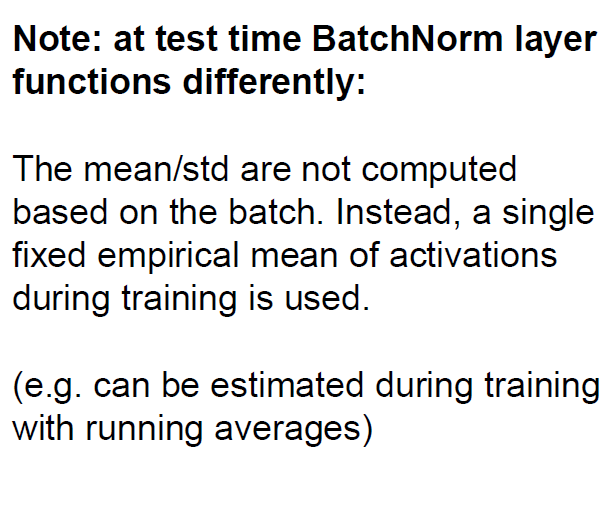 Note: at test time BatchNorm layer
functions differently:
The mean/std are not computed
based on the batch. Instead, a single
fixed empirical mean of activations
during training is used.
(e.g. can be estimated during training
with running averages)